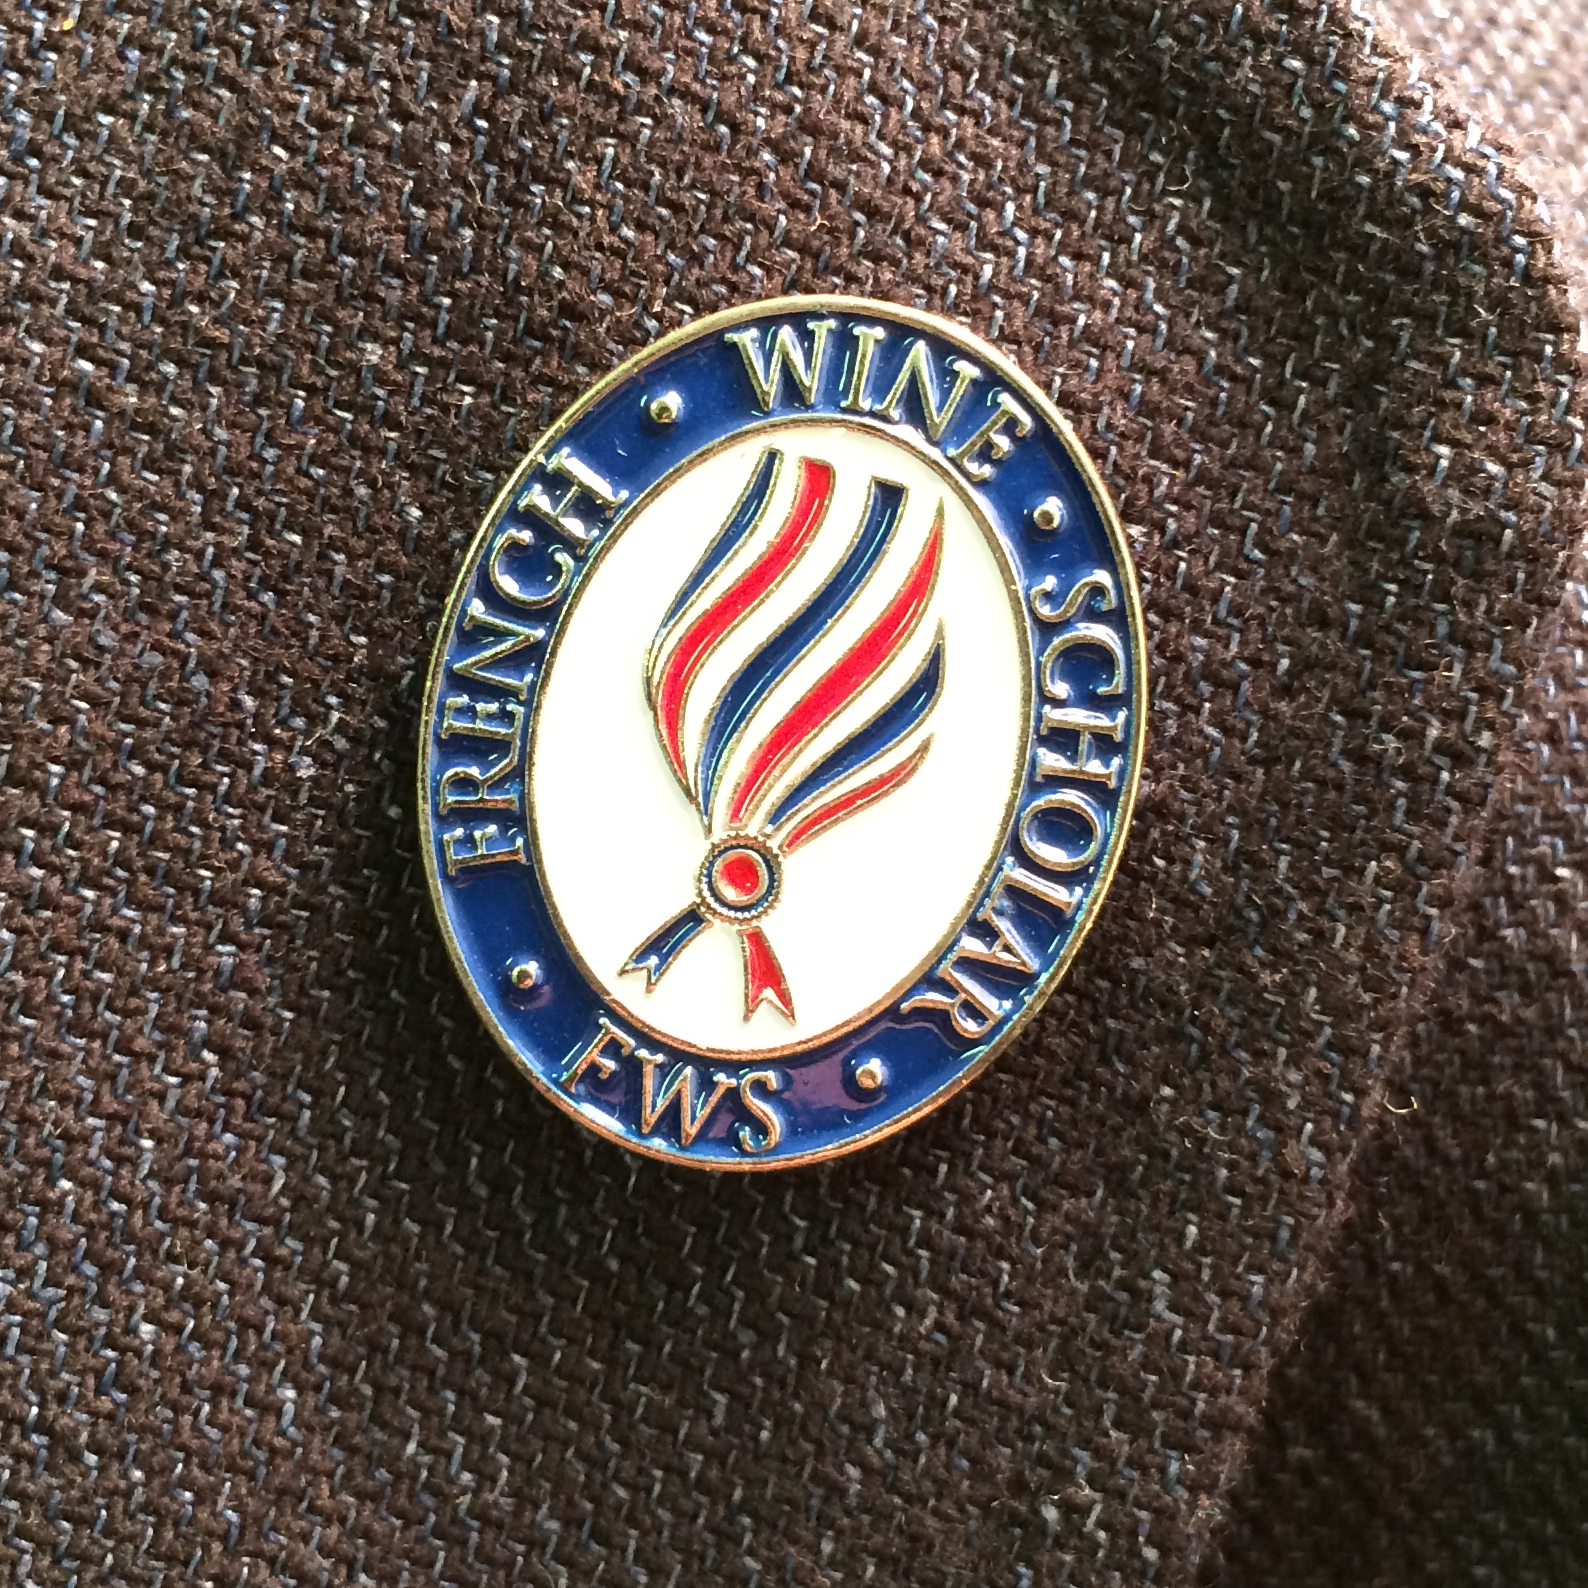 FRENCH • WINE • SCHOLAR •
FWS •